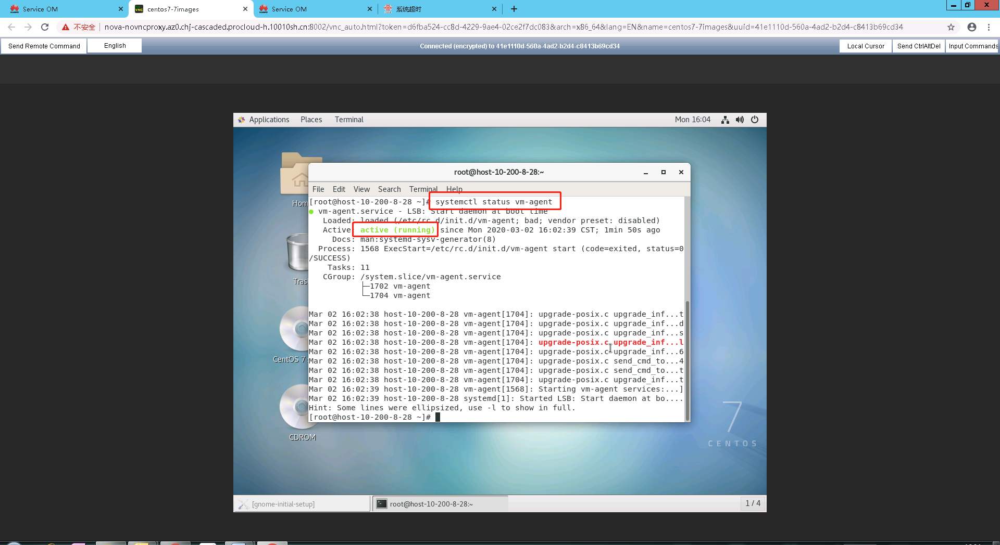 Service OM
centos7-7images
Service OM
系统超时
不安全
nova-novncproxy.az0.chj-cascaded.procloud-h.10010sh.cn:8002/vnc_auto.html?token=d6fba524-cc8d-4229-9ae4-02ce2f7dc083&arch=x86_64&lang=EN&name=centos7-7images&uuid=41e1110d-560a-4ad2-b2d4-c8413b69cd34
Send Remote Command
English
Connected (encrypted) to 41e1110d-560a-4ad2-b2d4-c8413b69cd34
Local Cursor
Send CtrlAltDel
Input Commands
Applications Places Terminal
Mon 16:04
root@host-10-200-8-28:~
File Edit View Search Terminal Help
[root@host-10-200-8-28 ~]# systemctl status vm-agent
● vm-agent.service - LSB: Start daemon at boot time
Loaded: loaded (/etc/rc.d/init.d/vm-agent; bad; vendor preset: disabled)
Active: active (running) since Mon 2020-03-02 16:02:39 CST; 1min 50s ago
Docs: man:systemd-sysv-generator(8)
Process: 1568 ExecStart=/etc/rc.d/init.d/vm-agent start (code=exited, status=0
/SUCCESS)
Tasks: 11
CGroup: /system.slice/vm-agent.service
├─1702 vm-agent
└─1704 vm-agent
Mar 02 16:02:38 host-10-200-8-28 vm-agent[1704]: upgrade-posix.c upgrade_inf...t
Mar 02 16:02:38 host-10-200-8-28 vm-agent[1704]: upgrade-posix.c upgrade_inf...d
Mar 02 16:02:38 host-10-200-8-28 vm-agent[1704]: upgrade-posix.c upgrade_inf...s
Mar 02 16:02:38 host-10-200-8-28 vm-agent[1704]: upgrade-posix.c upgrade_inf...l
Mar 02 16:02:38 host-10-200-8-28 vm-agent[1704]: upgrade-posix.c upgrade_inf...6
Mar 02 16:02:38 host-10-200-8-28 vm-agent[1704]: upgrade-posix.c send_cmd_to...4
Mar 02 16:02:38 host-10-200-8-28 vm-agent[1704]: upgrade-posix.c send_cmd_to...t
Mar 02 16:02:38 host-10-200-8-28 vm-agent[1704]: upgrade-posix.c upgrade_inf...t
Mar 02 16:02:39 host-10-200-8-28 vm-agent[1568]: Starting vm-agent services:...]
Mar 02 16:02:39 host-10-200-8-28 systemd[1]: Started LSB: Start daemon at bo....
Hint: Some lines were ellipsized, use -l to show in full.
[root@host-10-200-8-28 ~]#
Hom
Tras
CentOS 7
CDROM
7
CENTOS
[gnome-initial-setup]
root@host-10-200-8-28:~
1 / 4